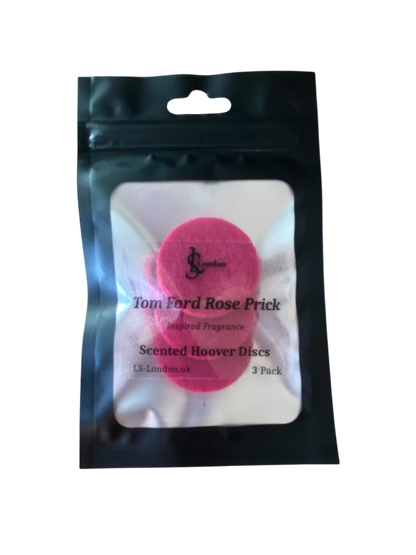 LS London
Tom Ford Rose Prick
Inspired Fragrance
Scented Hoover Discs
LS-London.uk 3 Pack